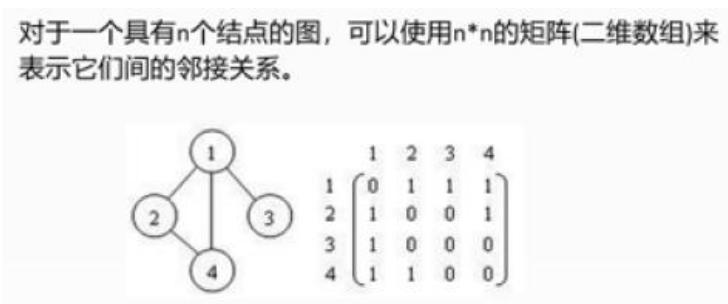 对于一个具有n个结点的图，可以使用n*n的矩阵(二维数组)来
表示它们间的邻接关系。
1
2
3
4
1 2 3 4
1 0 1 1 1
2 1 0 0 1
3 1 0 0 0
4 1 1 0 0